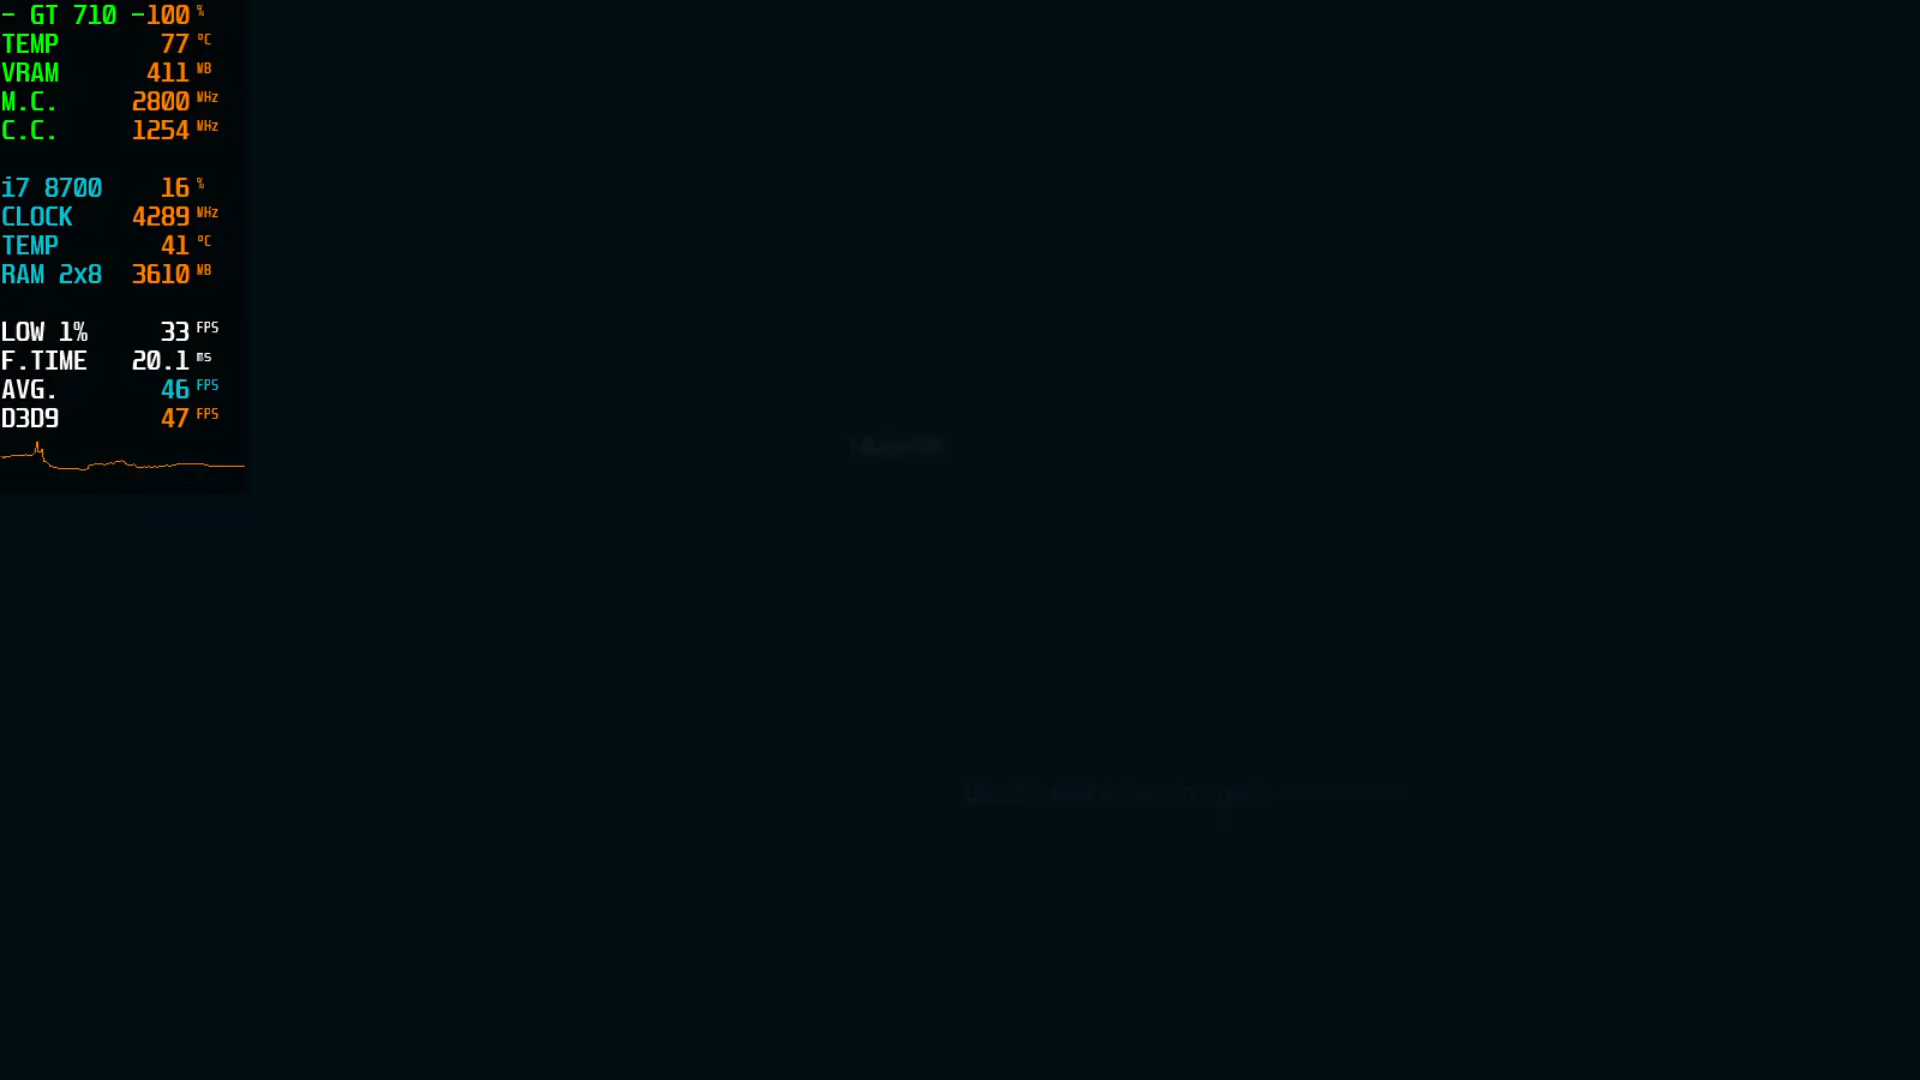 - GT 710 -100 %
TEMP 77 °C
VRAM 411 MB
M.C. 2800 MHz
C.C. 1254 MHz
i7 8700 16 %
CLOCK 4289 MHz
TEMP 41 °C
RAM 2x8 3610 MB
LOW 1% 33 FPS
F.TIME 20.1 ms
AVG. 46 FPS
D3D9 47 FPS